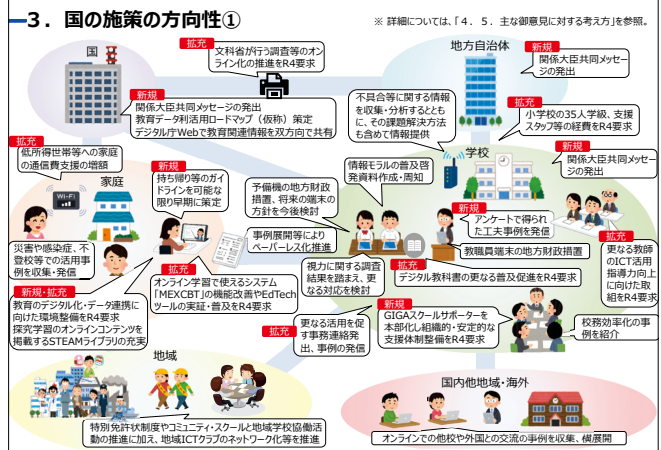 3．国の施策の方向性①
※ 詳細については、「４．５．主な御意見に対する考え方」を参照。
国
拡充
文科省が行う調査等のオン
ライン化の推進をR4要求
新規
関係大臣共同メッセージの発出
教育データ利活用ロードマップ（仮称）策定
デジタル庁Webで教育関連情報を双方向で共有
地方自治体
新規
関係大臣共同メッセー
ジの発出
不具合等に関する情報
を収集・分析するととも
に、その課題解決方法
も含めて情報提供
拡充
小学校の35人学級、支援
スタッフ等の経費をR4要求
拡充
低所得世帯等への家庭
の通信費支援の増額
家庭
Wi-Fi
新規
持ち帰り等のガイ
ドラインを可能な
限り早期に策定
災害や感染症、不
登校等での活用事
例を収集・発信
拡充
オンライン学習で使えるシステム
「MEXCBT」の機能改善やEdTech
ツールの実証・普及をR4要求
新規・拡充
教育のデジタル化・データ連携に
向けた環境整備をR4要求
探究学習のオンラインコンテンツを
掲載するSTEAMライブラリの充実
学校
新規
関係大臣共同メッセー
ジの発出
情報モラルの普及啓
発資料作成・周知
予備機の地方財政
措置、将来の端末の
方針を今後検討
事例展開等により
ペーパーレス化推進
新規
アンケートで得られ
た工夫事例を発信
教職員端末の地方財政措置
視力に関する調査
結果を踏まえ、更
なる対応を検討
拡充
デジタル教科書の更なる普及促進をR4要求
拡充
更なる教師
のICT活用
指導力向上
に向けた取
組をR4要求
拡充
更なる活用を促
す事務連絡発
出、事例の発信
新規
GIGAスクールサポーターを
本部化し組織的・安定的な
支援体制整備をR4要求
校務効率化の事
例を紹介
地域
特別免許状制度やコミュニティ・スクールと地域学校協働活
動の推進に加え、地域ICTクラブのネットワーク化等を推進
国内他地域・海外
オンラインでの他校や外国との交流の事例を収集、横展開